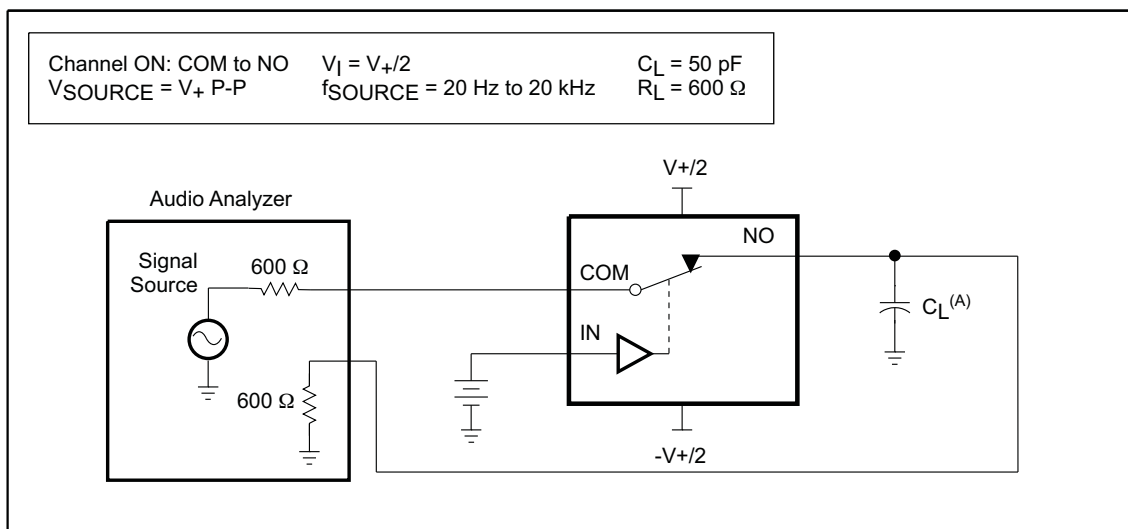 Channel ON: COM to NO VI = V+/2 CL = 50 pF
VSOURCE = V+ P-P fSOURCE = 20 Hz to 20 kHz RL = 600 Ω
V+/2
Audio Analyzer
NO
Signal
Source
600 Ω
COM
CL(A)
IN
600 Ω
-V+/2